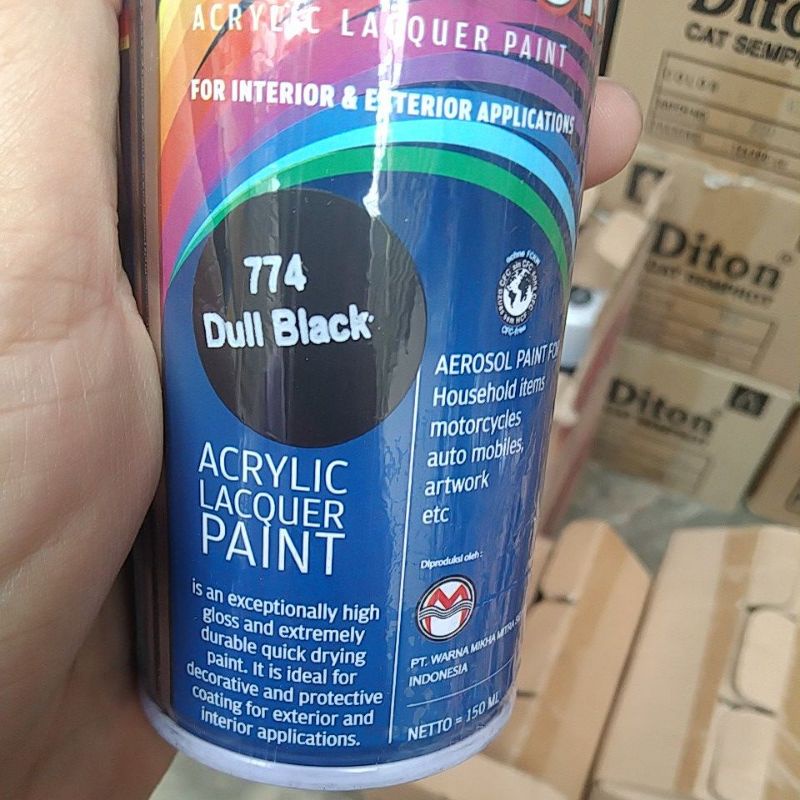 ACRYLIC LACQUER PAINT
FOR INTERIOR & EXTERIOR APPLICATIONS
774
Dull Black
CFC-Free
AEROSOL PAINT FOR
Household items
motorcycles
auto mobiles,
artwork
etc
ACRYLIC
LACQUER
PAINT
is an exceptionally high
gloss and extremely
durable quick drying
paint. It is ideal for
decorative and protective
coating for exterior and
interior applications.
Diproduksi oleh :
PT. WARNA MIKHA MITRA
INDONESIA
NETTO = 150 ML
Diton
CAT SEMPROT
COLOR
Diton
CAT SEMPROT
Diton